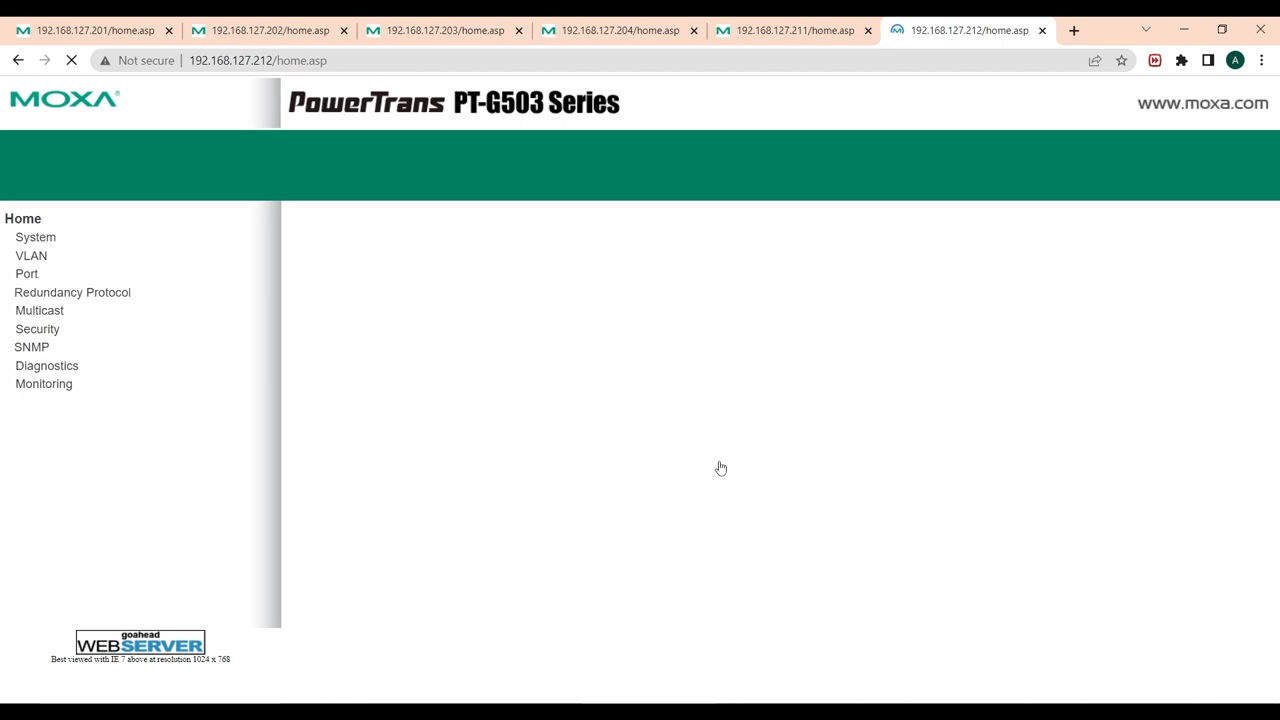 192.168.127.201/home.asp
192.168.127.202/home.asp
192.168.127.203/home.asp
192.168.127.204/home.asp
192.168.127.211/home.asp
192.168.127.212/home.asp
Not secure
192.168.127.212/home.asp
A
MOXA®
PowerTrans PT-G503 Series
www.moxa.com
Home
System
VLAN
Port
Redundancy Protocol
Multicast
Security
SNMP
Diagnostics
Monitoring
goahead
WEBSERVER
Best viewed with IE 7 above at resolution 1024 x 768